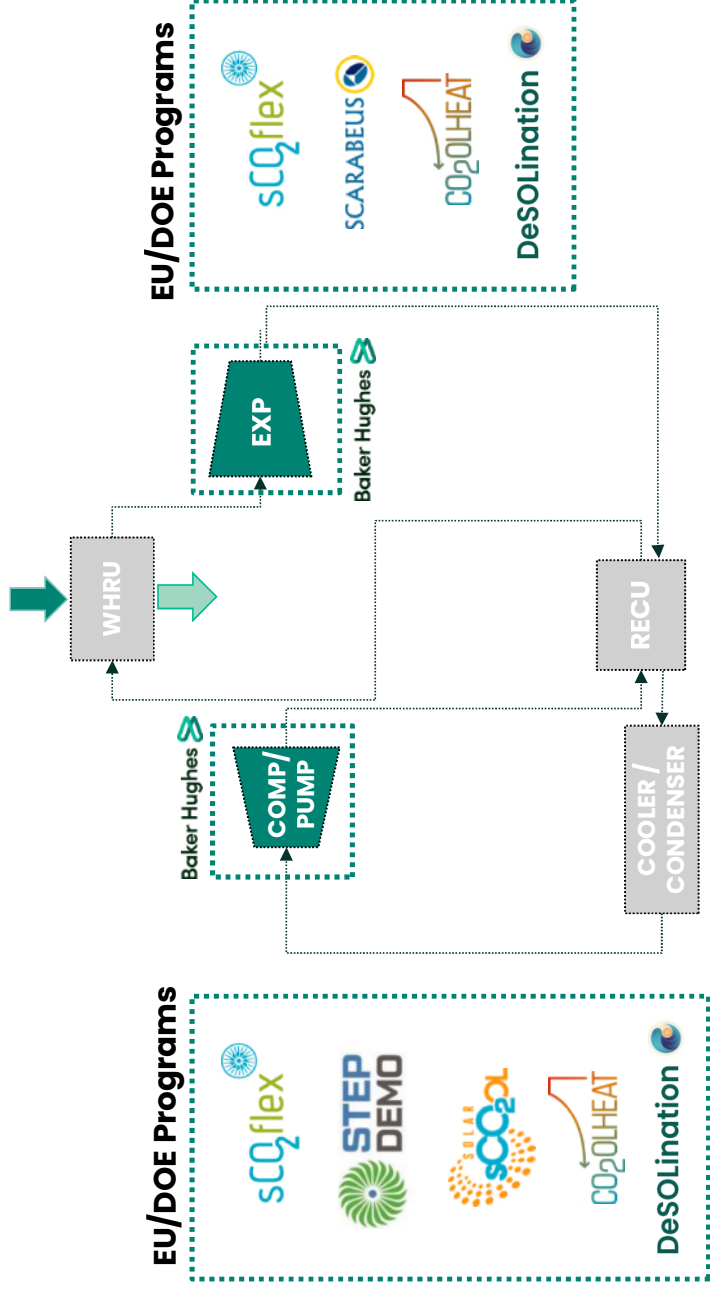 EU/DOE Programs
sCO₂flex
STEP
DEMO
SOLAR
sCO₂OL
CO₂OLHEAT
DeSOLination
WHRU
Baker Hughes
COMP/
PUMP
EXP
Baker Hughes
RECU
COOLER /
CONDENSER
EU/DOE Programs
sCO₂flex
SCARABEUS
CO₂OLHEAT
DeSOLination